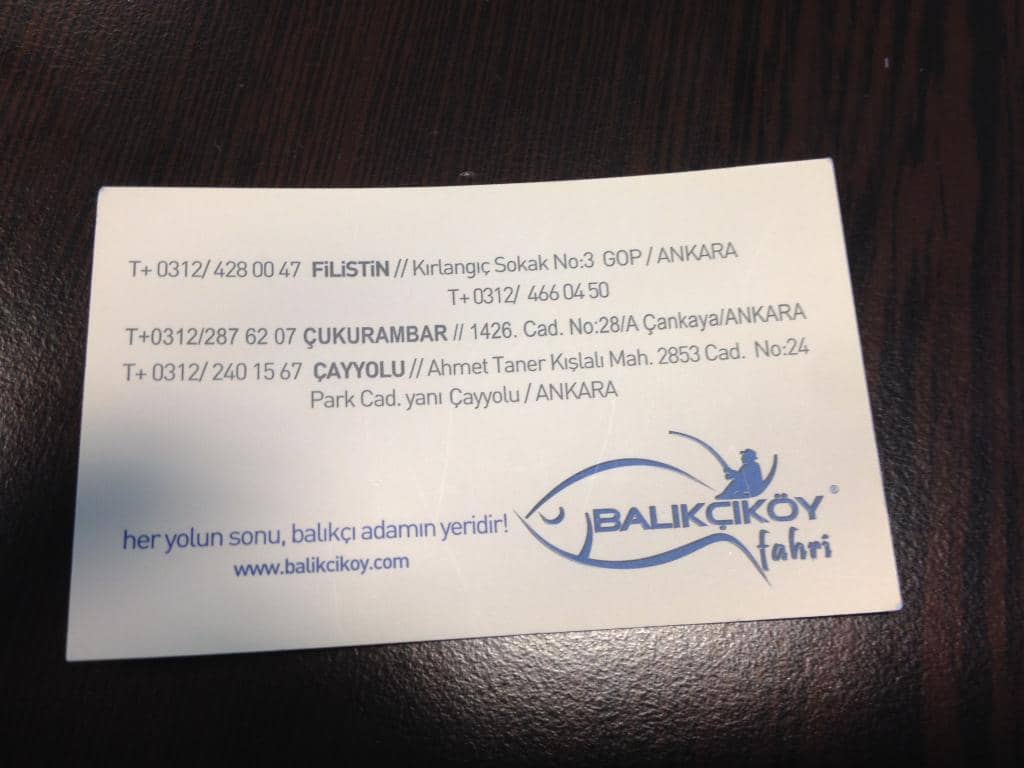 T+ 0312/ 428 00 47 FiLiSTiN // Kırlangıç Sokak No:3 GOP / ANKARA
T+ 0312/ 466 04 50
T+0312/287 62 07 ÇUKURAMBAR // 1426. Cad. No:28/A Çankaya/ANKARA
T+ 0312/ 240 15 67 ÇAYYOLU // Ahmet Taner Kışlalı Mah. 2853 Cad. No:24
Park Cad. yanı Çayyolu / ANKARA
BALIKÇIKÖY ®
fahri
her yolun sonu, balıkçı adamın yeridir!
www.balikcikoy.com